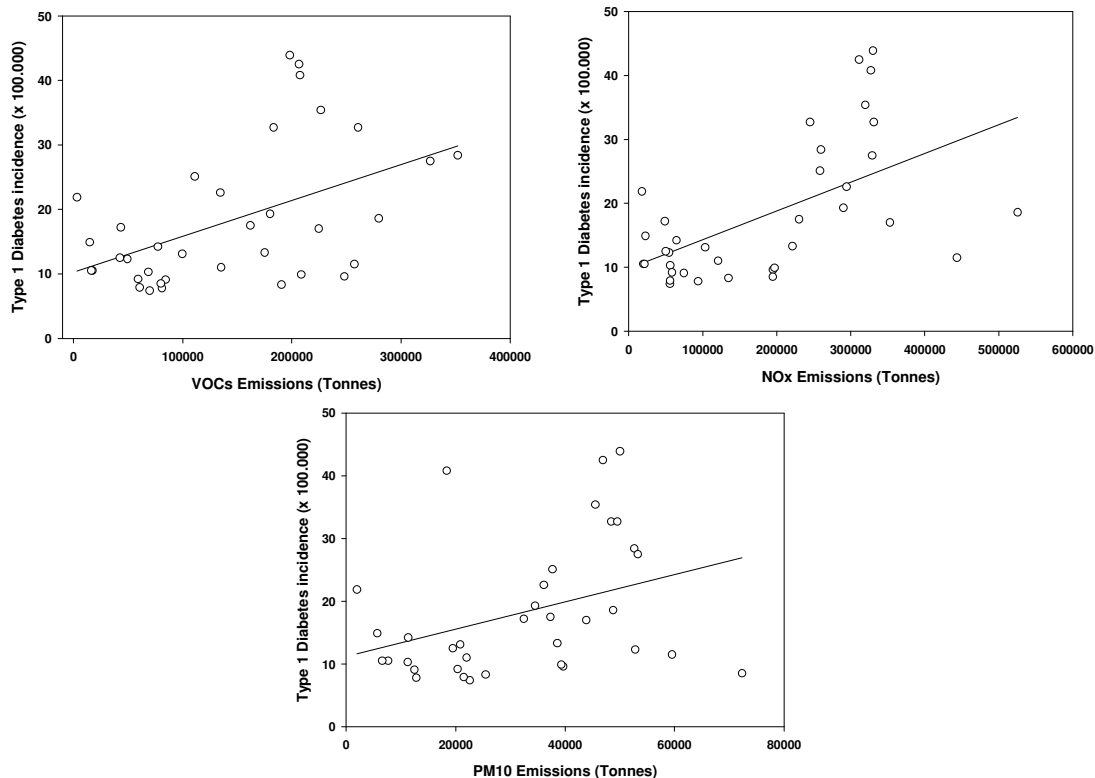 Type 1 Diabetes incidence (x 100.000)
50
40
30
20
10
0
0 100000 200000 300000 400000
VOCs Emissions (Tonnes)
Type 1 Diabetes incidence (x 100.000)
50
40
30
20
10
0
0 100000 200000 300000 400000 500000 600000
NOx Emissions (Tonnes)
Type 1 Diabetes incidence (x 100.000)
50
40
30
20
10
0
0 20000 40000 60000 80000
PM10 Emissions (Tonnes)